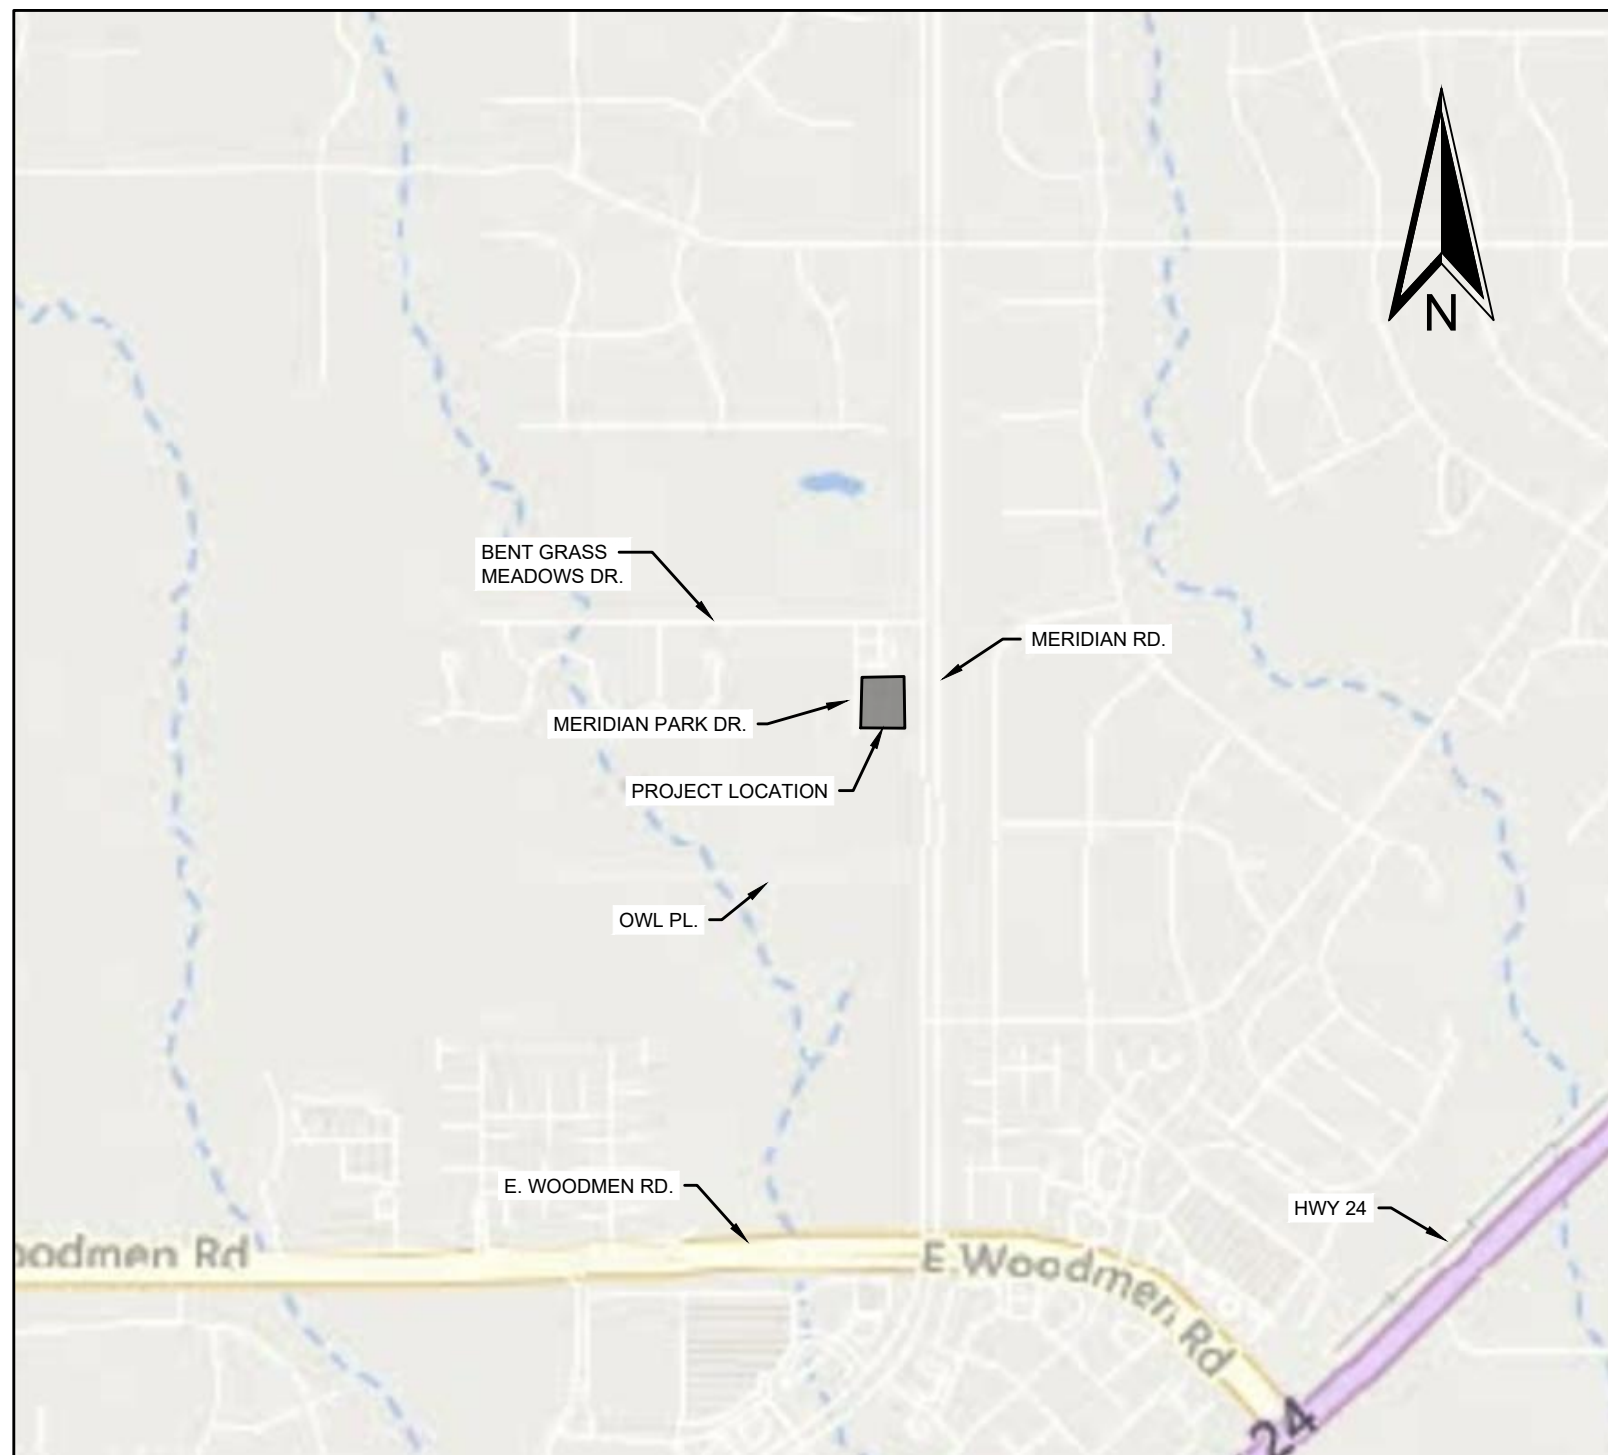 N
BENT GRASS
MEADOWS DR.
MERIDIAN RD.
MERIDIAN PARK DR.
PROJECT LOCATION
OWL PL.
E. WOODMEN RD.
HWY 24
oodmen Rd
E Woodmen Rd
24